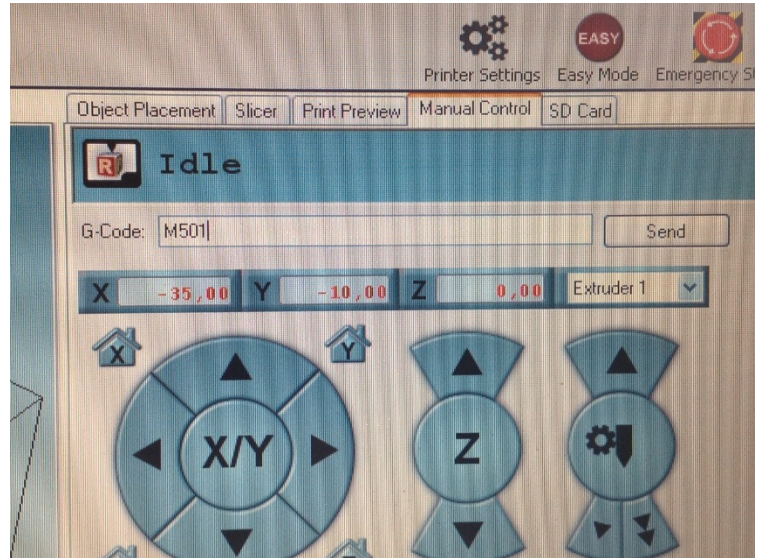 EASY
Printer Settings Easy Mode Emergency
Object Placement Slicer Print Preview Manual Control SD Card
R Idle
G-Code: M501 Send
X -35,00 Y -10,00 Z 0,00 Extruder 1
X Y
X/Y Z